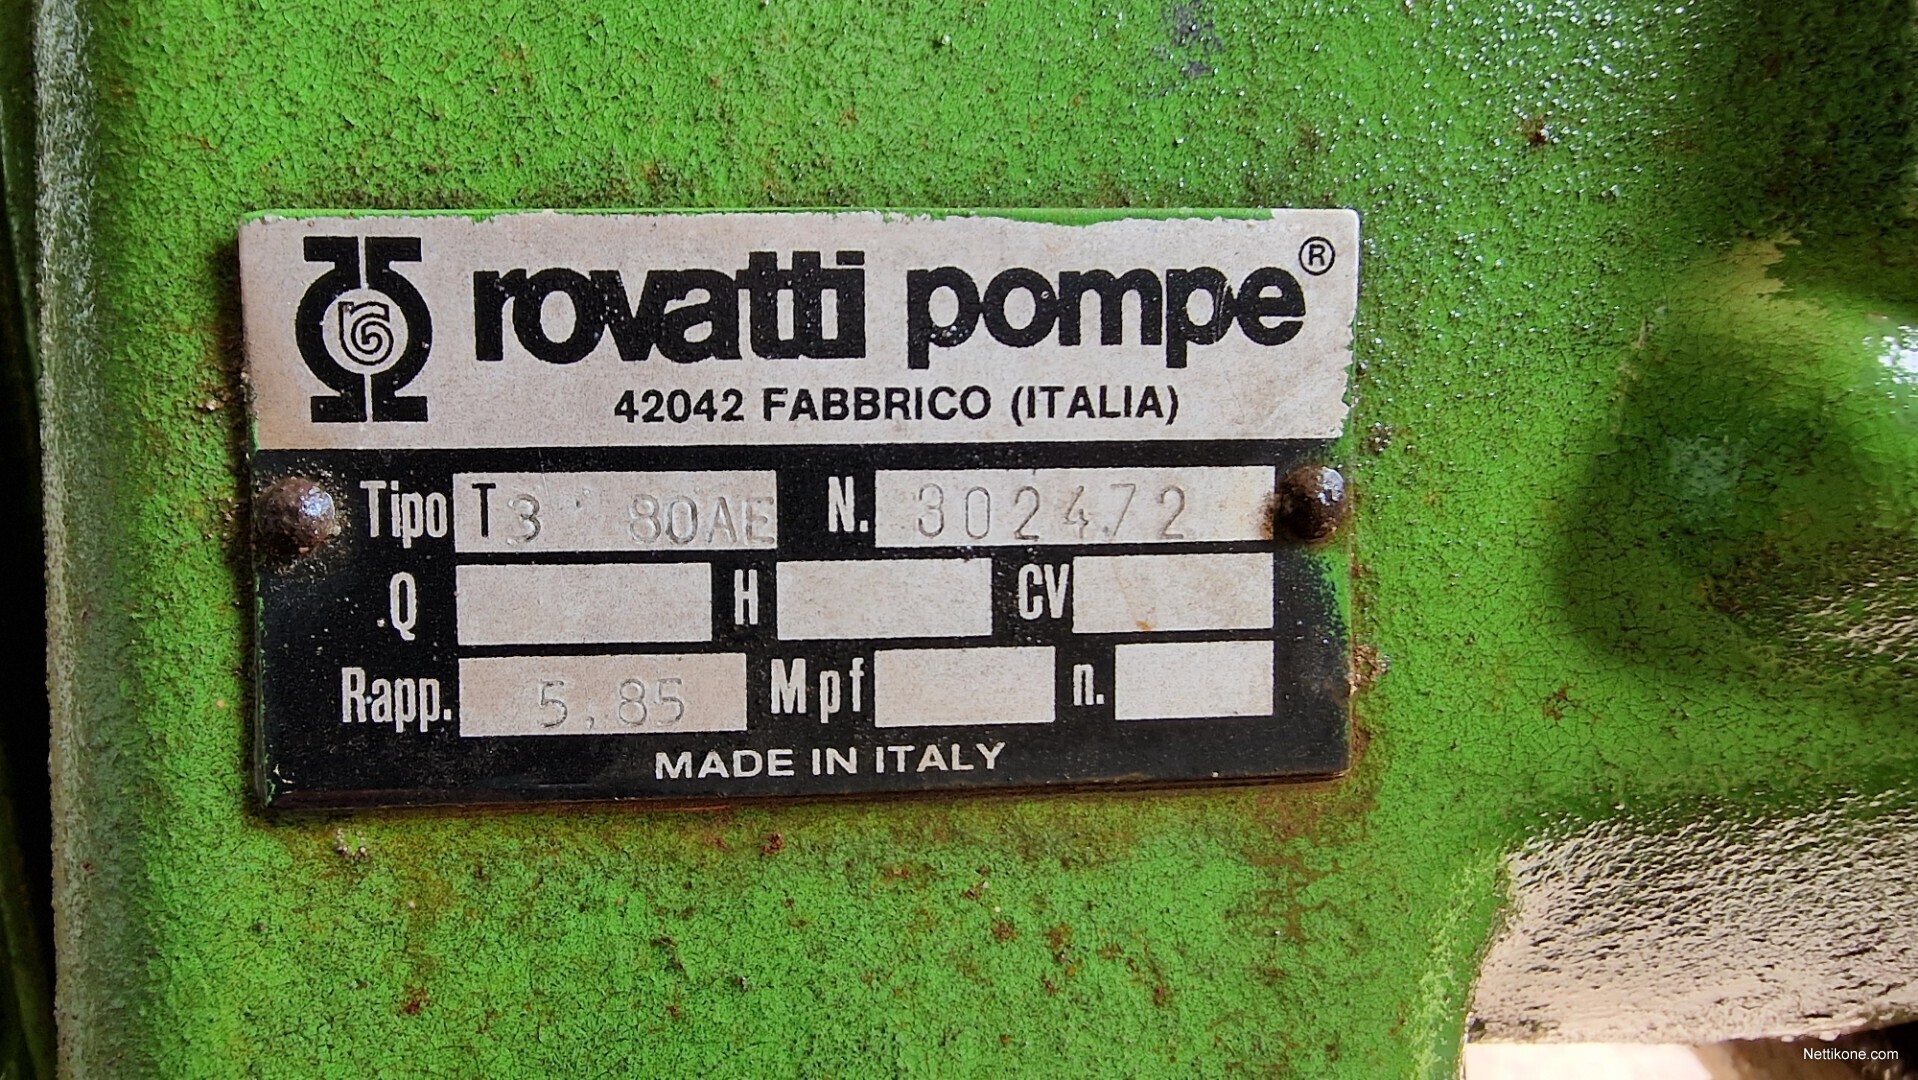 rovatti pompe ®
42042 FABBRICO (ITALIA)
Tipo T3 80AE N. 302472
Q H CV
Rapp. 5.85 Mpf n.
MADE IN ITALY
Nettikone.com